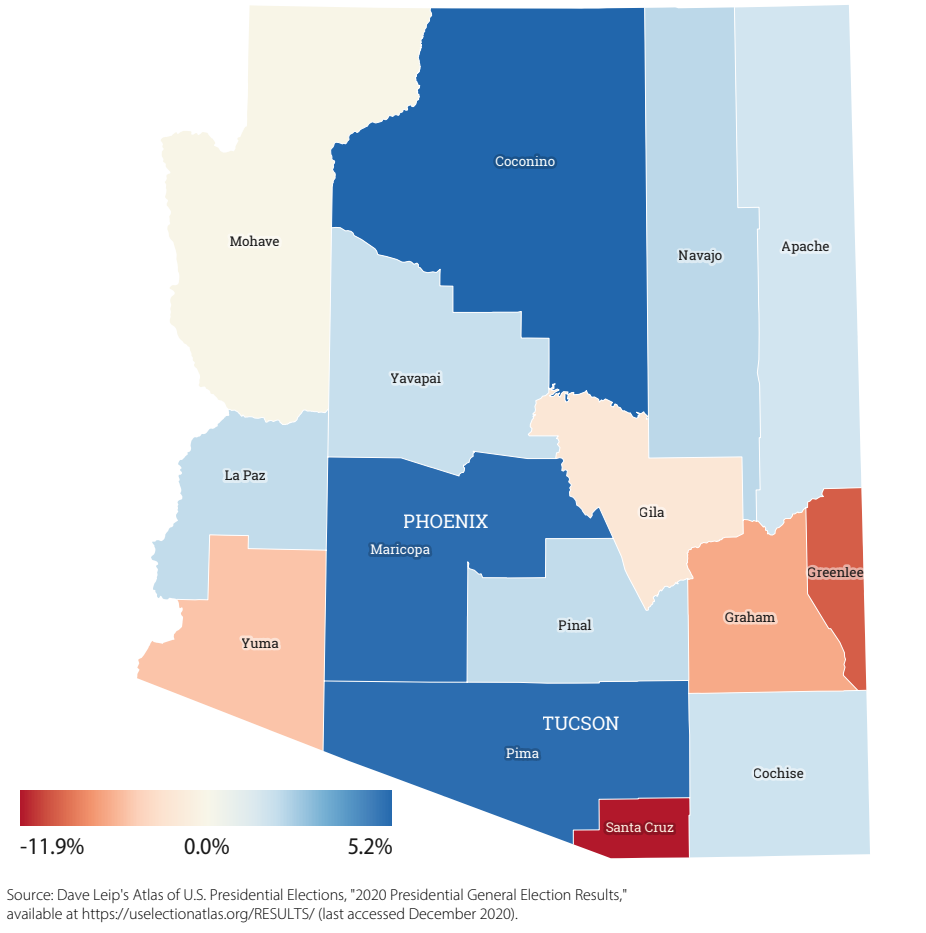 Coconino
Mohave
Navajo
Apache
Yavapai
La Paz
PHOENIX
Maricopa
Gila
Greenlee
Graham
Pinal
Yuma
TUCSON
Pima
Cochise
Santa Cruz
-11.9%
0.0%
5.2%
Source: Dave Leip's Atlas of U.S. Presidential Elections, "2020 Presidential General Election Results,"
available at https://uselectionatlas.org/RESULTS/ (last accessed December 2020).